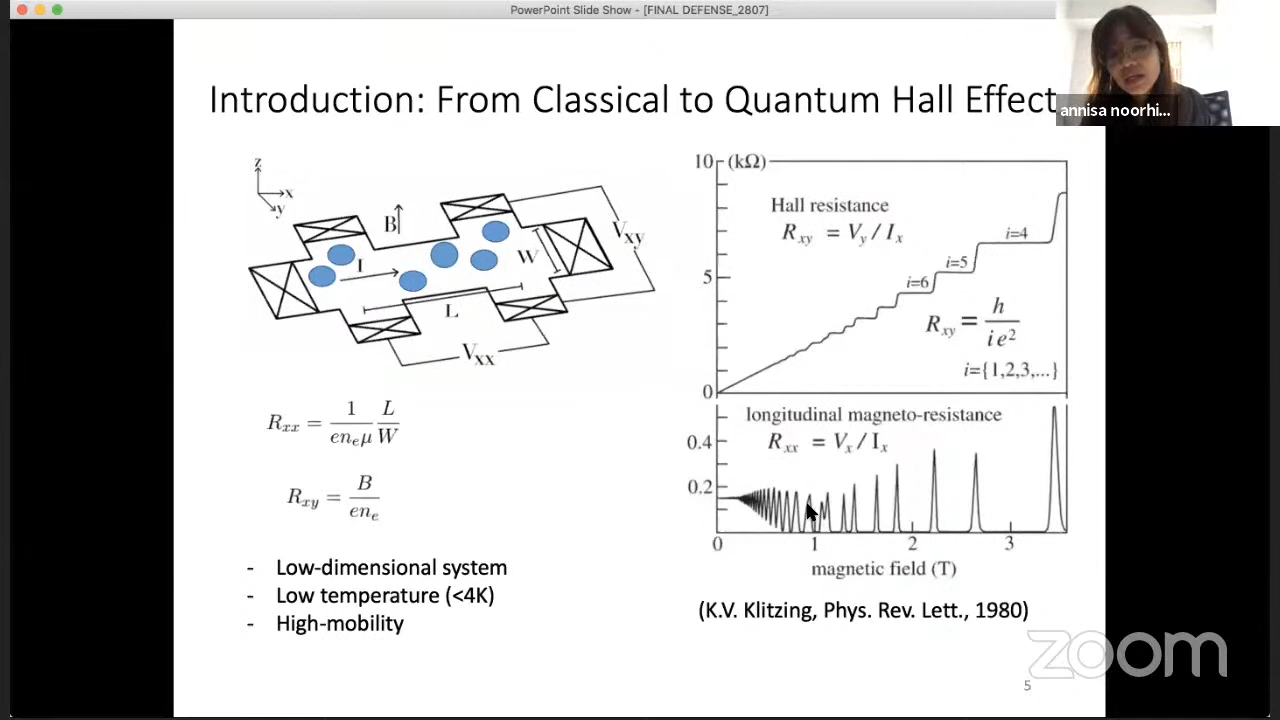 PowerPoint Slide Show - [FINAL DEFENSE_2807]
annisa noorhi...
Introduction: From Classical to Quantum Hall Effect
z
x
y
B
I
W
L
Vxy
Vxx
Rxx = 1/(enₑμ) L/W
Rxy = B/(enₑ)
- Low-dimensional system
- Low temperature (<4K)
- High-mobility
10 (kΩ)
Hall resistance
Rxy = Vy / Ix
i=4
i=5
5
i=6
Rxy = h/(ie²)
i={1,2,3,...}
0
longitudinal magneto-resistance
0.4
Rxx = Vx / Ix
0.2
0 1 2 3
magnetic field (T)
(K.V. Klitzing, Phys. Rev. Lett., 1980)
zoom
5